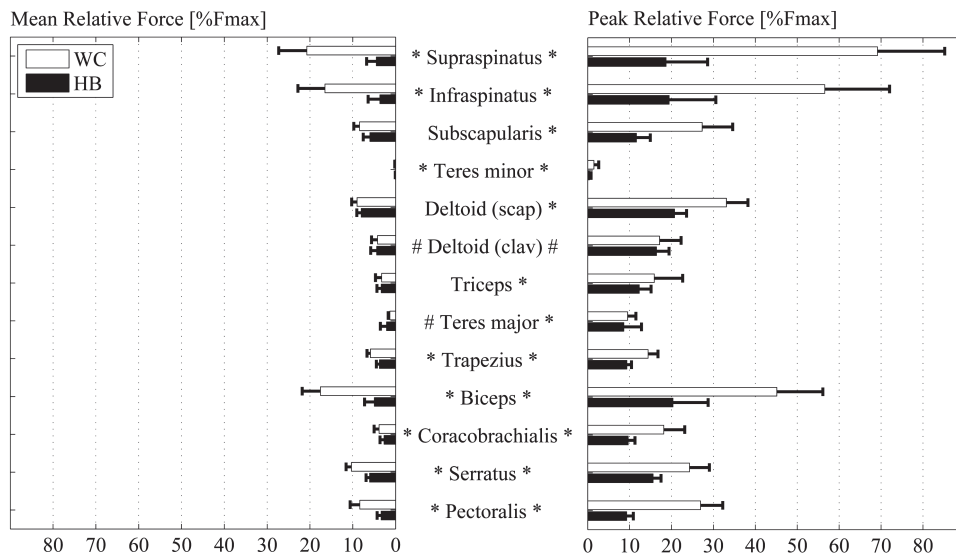 Mean Relative Force [%Fmax]
Peak Relative Force [%Fmax]
WC
HB
* Supraspinatus *
* Infraspinatus *
Subscapularis *
* Teres minor *
Deltoid (scap) *
# Deltoid (clav) #
Triceps *
# Teres major *
* Trapezius *
* Biceps *
* Coracobrachialis *
* Serratus *
* Pectoralis *
80 70 60 50 40 30 20 10 0
0 10 20 30 40 50 60 70 80